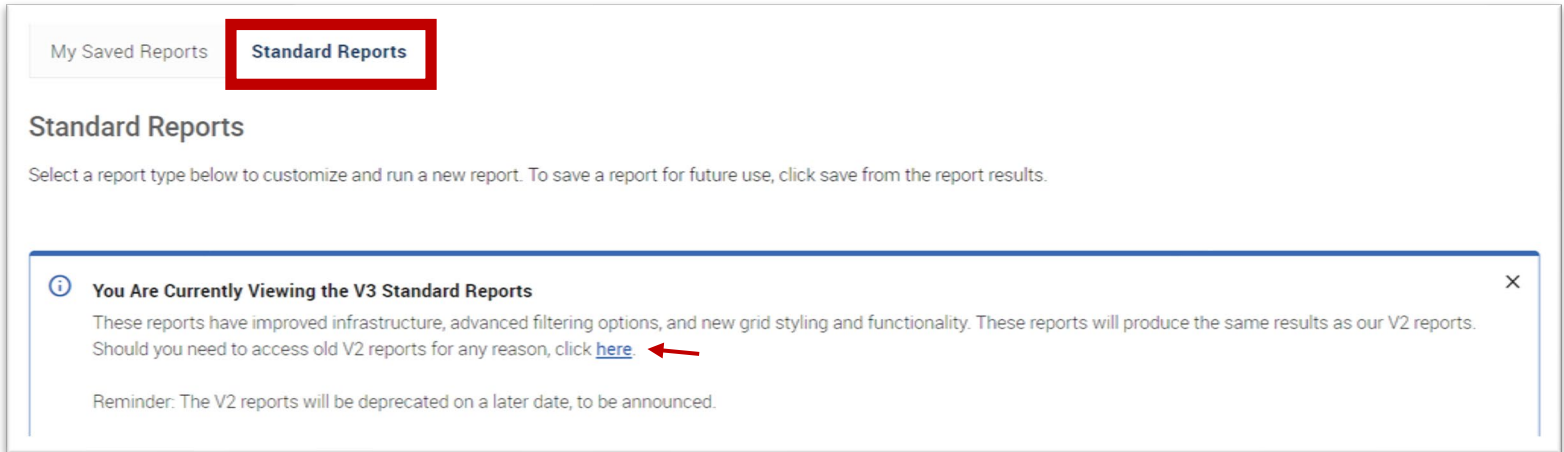 My Saved Reports Standard Reports
Standard Reports
Select a report type below to customize and run a new report. To save a report for future use, click save from the report results.
You Are Currently Viewing the V3 Standard Reports
These reports have improved infrastructure, advanced filtering options, and new grid styling and functionality. These reports will produce the same results as our V2 reports.
Should you need to access old V2 reports for any reason, click here.
Reminder: The V2 reports will be deprecated on a later date, to be announced.